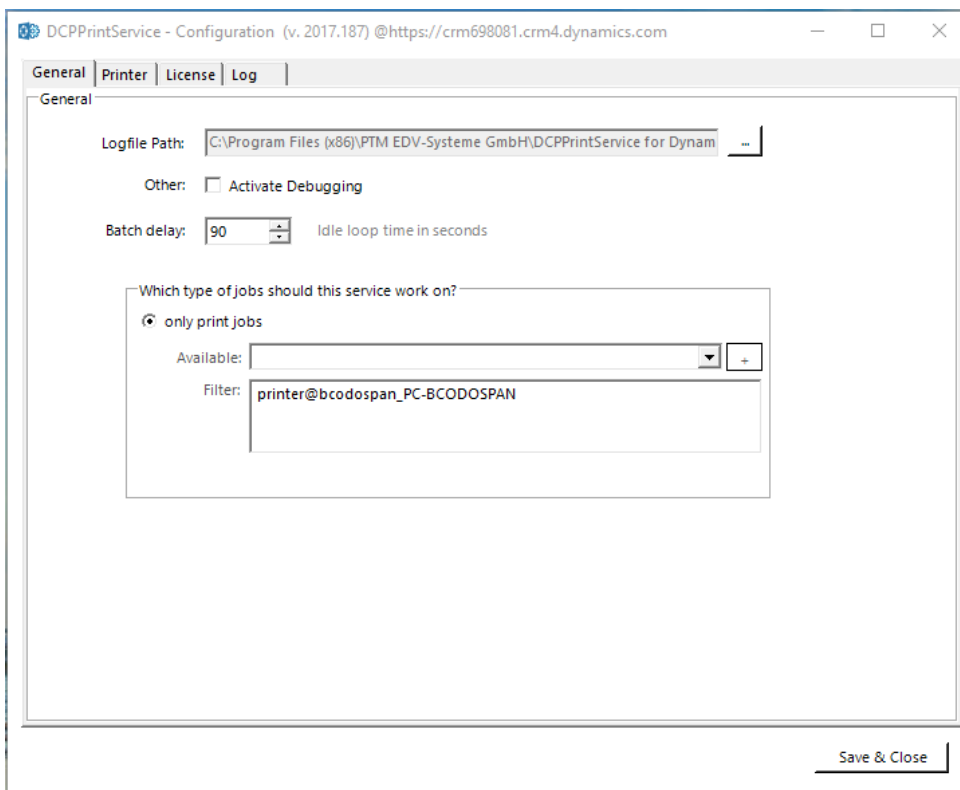 DCPPrintService - Configuration (v. 2017.187) @https://crm698081.crm4.dynamics.com
General Printer License Log
General
Logfile Path: C:\Program Files (x86)\PTM EDV-Systeme GmbH\DCPPrintService for Dynam ...
Other: Activate Debugging
Batch delay: 90 Idle loop time in seconds
Which type of jobs should this service work on?
only print jobs
Available: +
Filter: printer@bcodospan_PC-BCODOSPAN
Save & Close